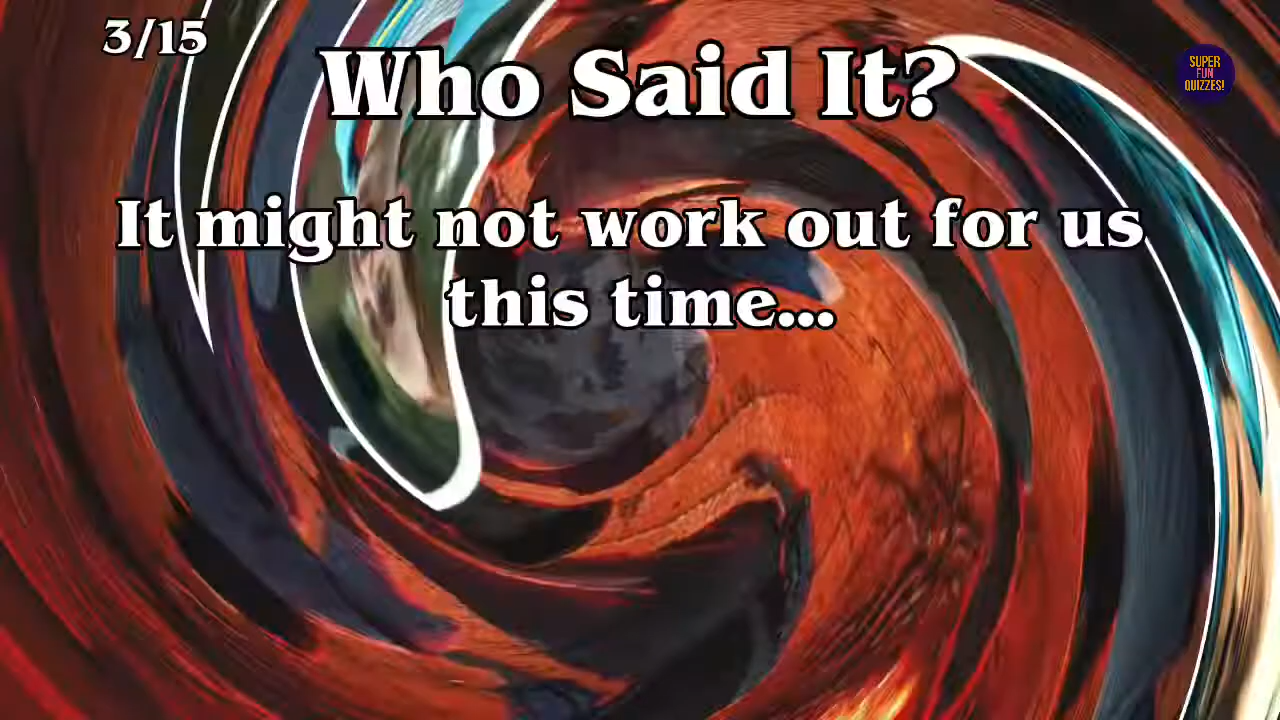 3/15
Who Said It?
SUPER
FUN
QUIZZES!
It might not work out for us
this time...